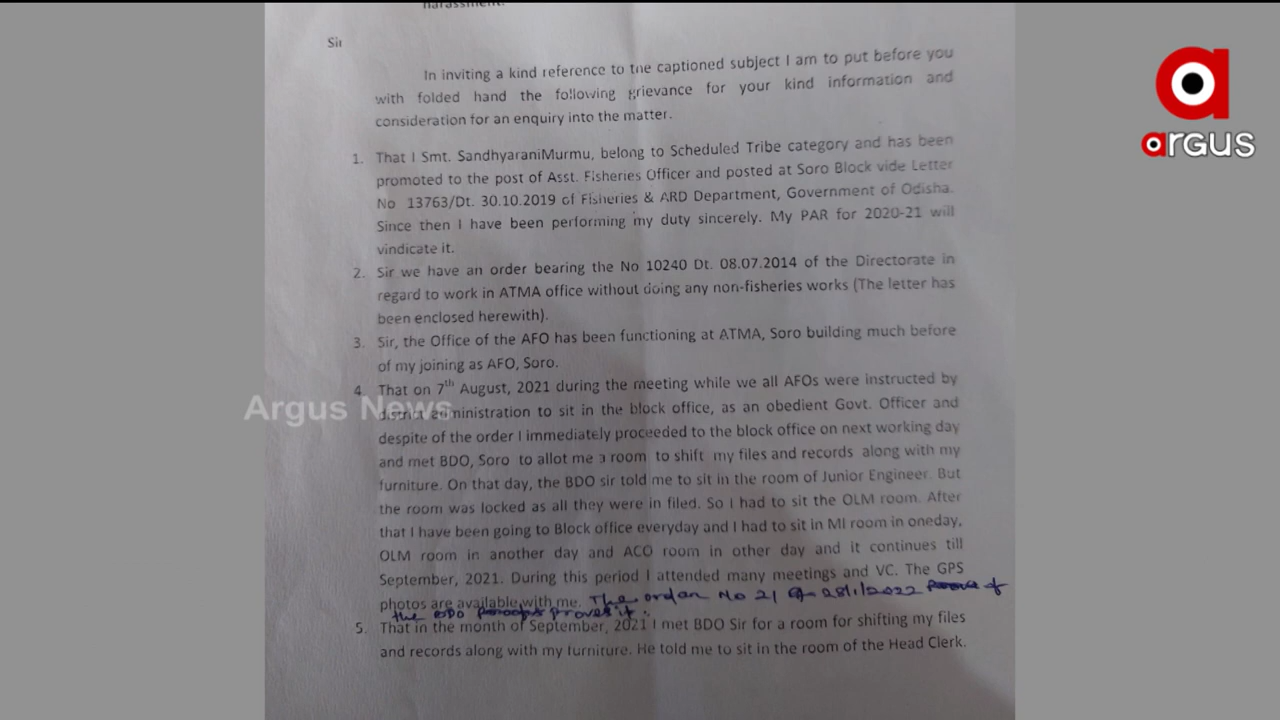 harassment.
Sir
In inviting a kind reference to the captioned subject I am to put before you
with folded hand the following grievance for your kind information and
consideration for an enquiry into the matter.
1. That I Smt. SandhyaraniMurmu, belong to Scheduled Tribe category and has been
promoted to the post of Asst. Fisheries Officer and posted at Soro Block vide Letter
No 13763/Dt. 30.10.2019 of Fisheries & ARD Department, Government of Odisha.
Since then I have been performing my duty sincerely. My PAR for 2020-21 will
vindicate it.
2. Sir we have an order bearing the No 10240 Dt. 08.07.2014 of the Directorate in
regard to work in ATMA office without doing any non-fisheries works (The letter has
been enclosed herewith).
3. Sir, the Office of the AFO has been functioning at ATMA, Soro building much before
of my joining as AFO, Soro.
4. That on 7th August, 2021 during the meeting while we all AFOs were instructed by
district administration to sit in the block office, as an obedient Govt. Officer and
despite of the order I immediately proceeded to the block office on next working day
and met BDO, Soro to allot me a room to shift my files and records along with my
furniture. On that day, the BDO sir told me to sit in the room of Junior Engineer. But
the room was locked as all they were in filed. So I had to sit the OLM room. After
that I have been going to Block office everyday and I had to sit in MI room in oneday,
OLM room in another day and ACO room in other day and it continues till
September, 2021. During this period I attended many meetings and VC. The GPS
photos are available with me. The order No 21 of
the BDO proves it.
5. That in the month of September, 2021 I met BDO Sir for a room for shifting my files
and records along with my furniture. He told me to sit in the room of the Head Clerk.
Argus News
argus